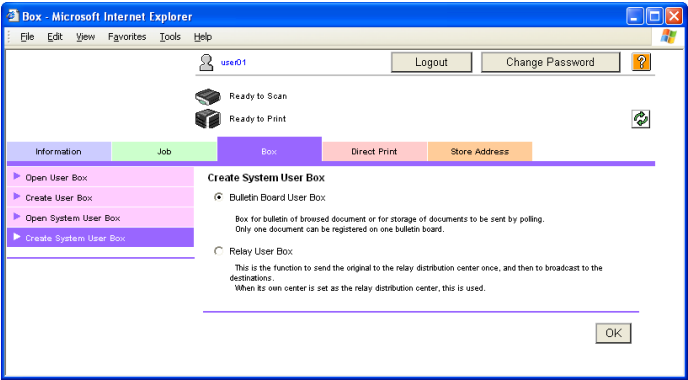 Box - Microsoft Internet Explorer
File Edit View Favorites Tools Help
user01
Logout
Change Password
?
Ready to Scan
Ready to Print
Information
Job
Box
Direct Print
Store Address
Open User Box
Create User Box
Open System User Box
Create System User Box
Create System User Box
Bulletin Board User Box
Box for bulletin of browsed document or for storage of documents to be sent by polling.
Only one document can be registered on one bulletin board.
Relay User Box
This is the function to send the original to the relay distribution center once, and then to broadcast to the
destinations.
When its own center is set as the relay distribution center, this is used.
OK